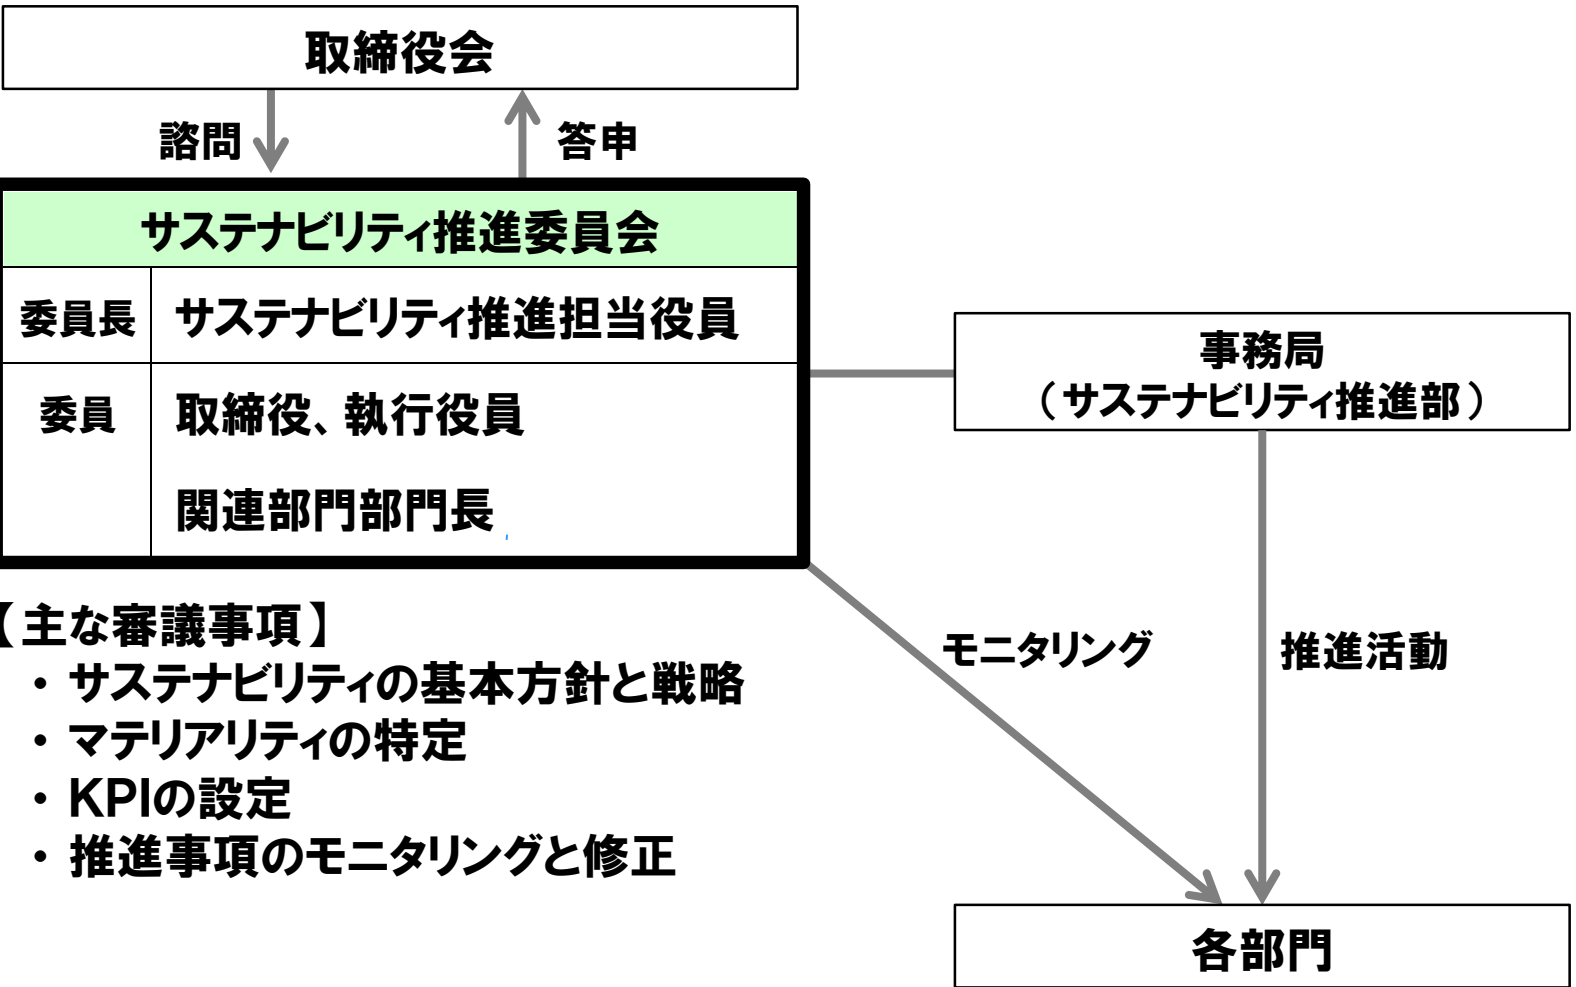 取締役会
諮問
答申
サステナビリティ推進委員会
委員長 サステナビリティ推進担当役員
委員 取締役、執行役員
関連部門部門長
事務局
（サステナビリティ推進部）
【主な審議事項】
・サステナビリティの基本方針と戦略
・マテリアリティの特定
・KPIの設定
・推進事項のモニタリングと修正
モニタリング
推進活動
各部門